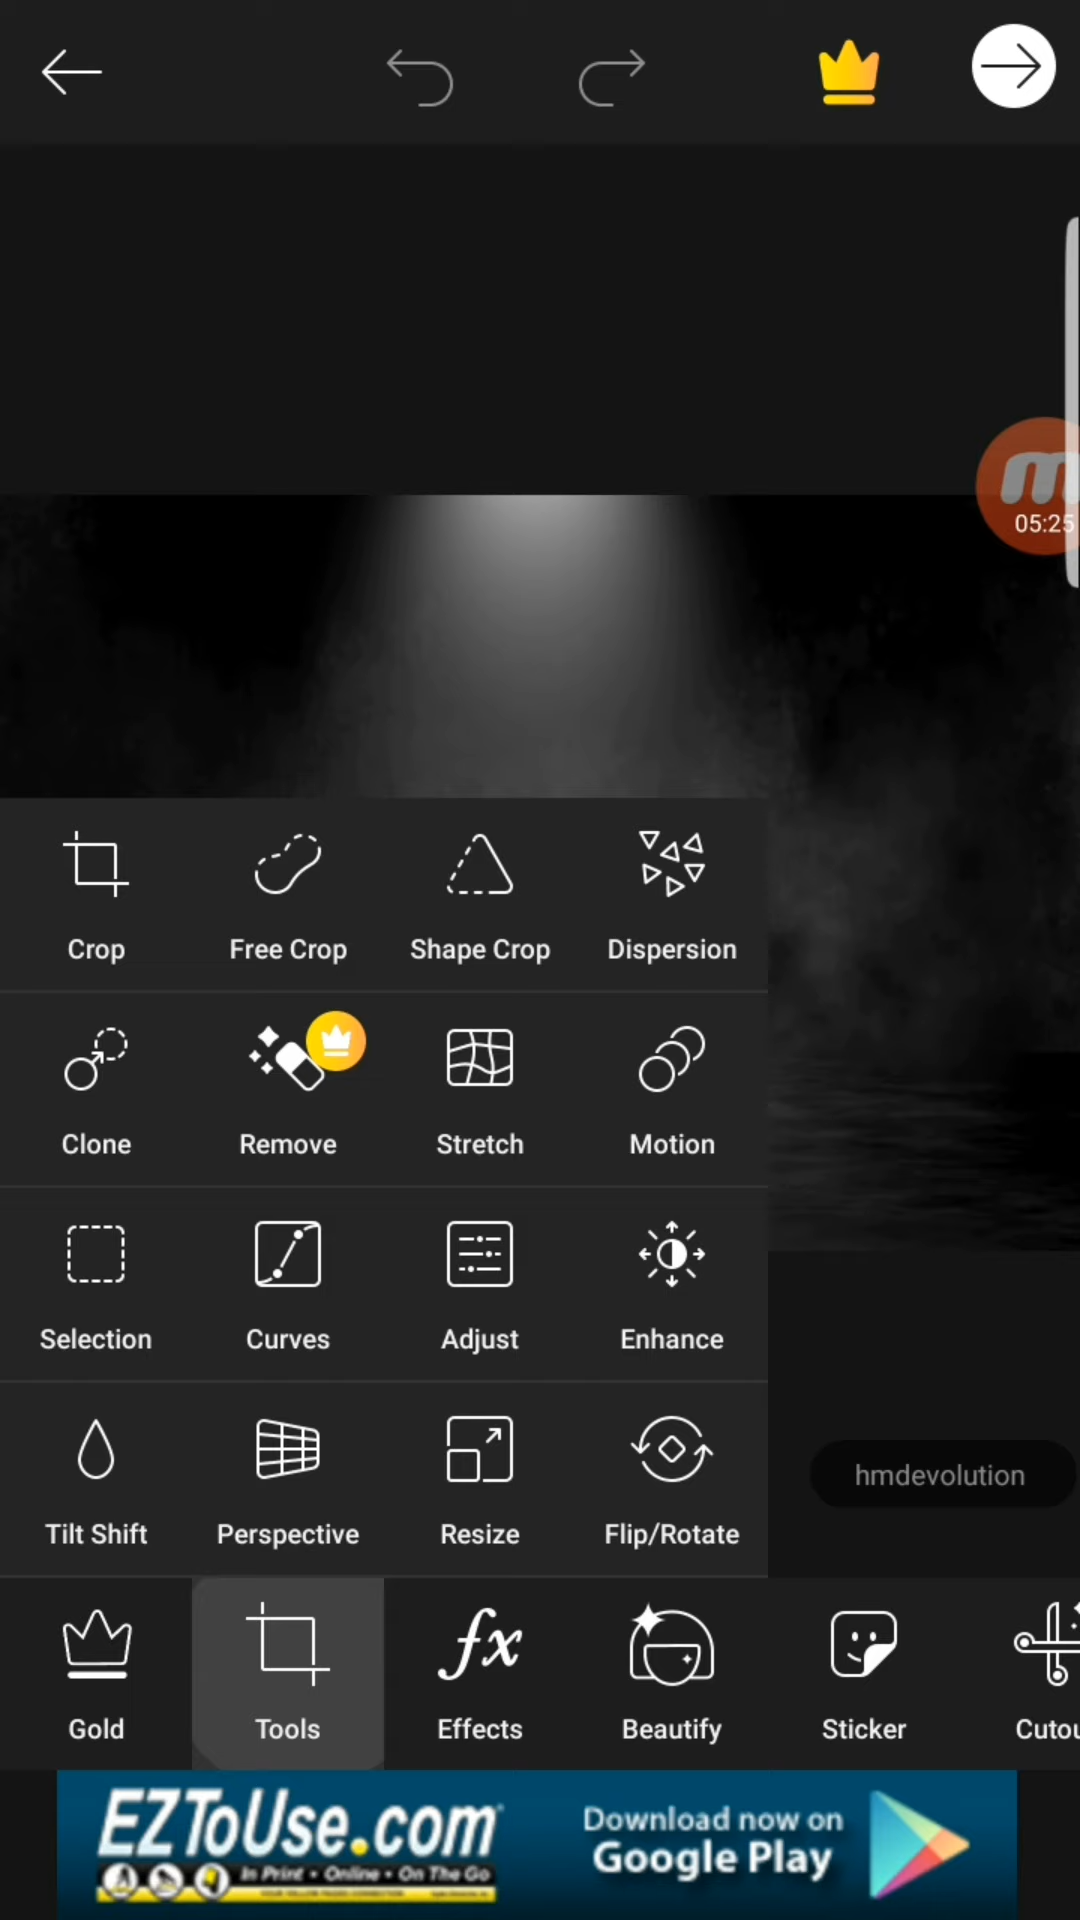 m
05:25
Crop
Free Crop
Shape Crop
Dispersion
Clone
Remove
Stretch
Motion
Selection
Curves
Adjust
Enhance
Tilt Shift
Perspective
Resize
Flip/Rotate
hmdevolution
Gold
Tools
fx
Effects
Beautify
Sticker
Cutou
EZToUse.com
In Print • Online • On The Go
Download now on
Google Play